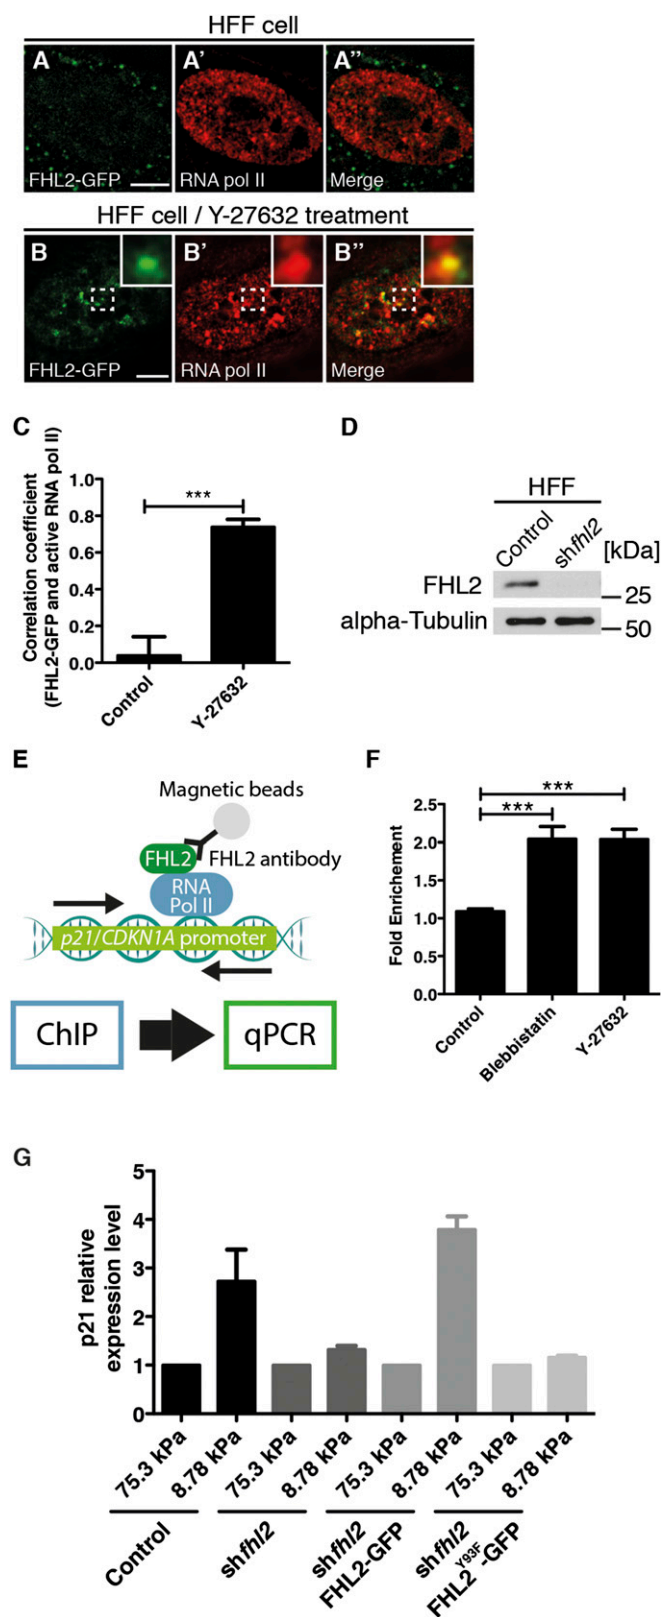 HFF cell
A
A'
A"
FHL2-GFP
RNA pol II
Merge
HFF cell / Y-27632 treatment
B
B'
B"
FHL2-GFP
RNA pol II
Merge
C
Correlation coefficient
(FHL2-GFP and active RNA pol II)
1.0
0.8
0.6
0.4
0.2
0.0
***
Control
Y-27632
D
HFF
Control
shfhl2
[kDa]
FHL2
25
alpha-Tubulin
50
E
Magnetic beads
FHL2
FHL2 antibody
RNA
Pol II
p21/CDKN1A promoter
ChIP
qPCR
F
Fold Enrichement
2.5
2.0
1.5
1.0
0.5
0.0
***
***
Control
Blebbistatin
Y-27632
G
p21 relative
expression level
5
4
3
2
1
0
75.3 kPa
8.78 kPa
75.3 kPa
8.78 kPa
75.3 kPa
8.78 kPa
75.3 kPa
8.78 kPa
Control
shfhl2
shfhl2
FHL2-GFP
shfhl2
FHL2Y93F-GFP